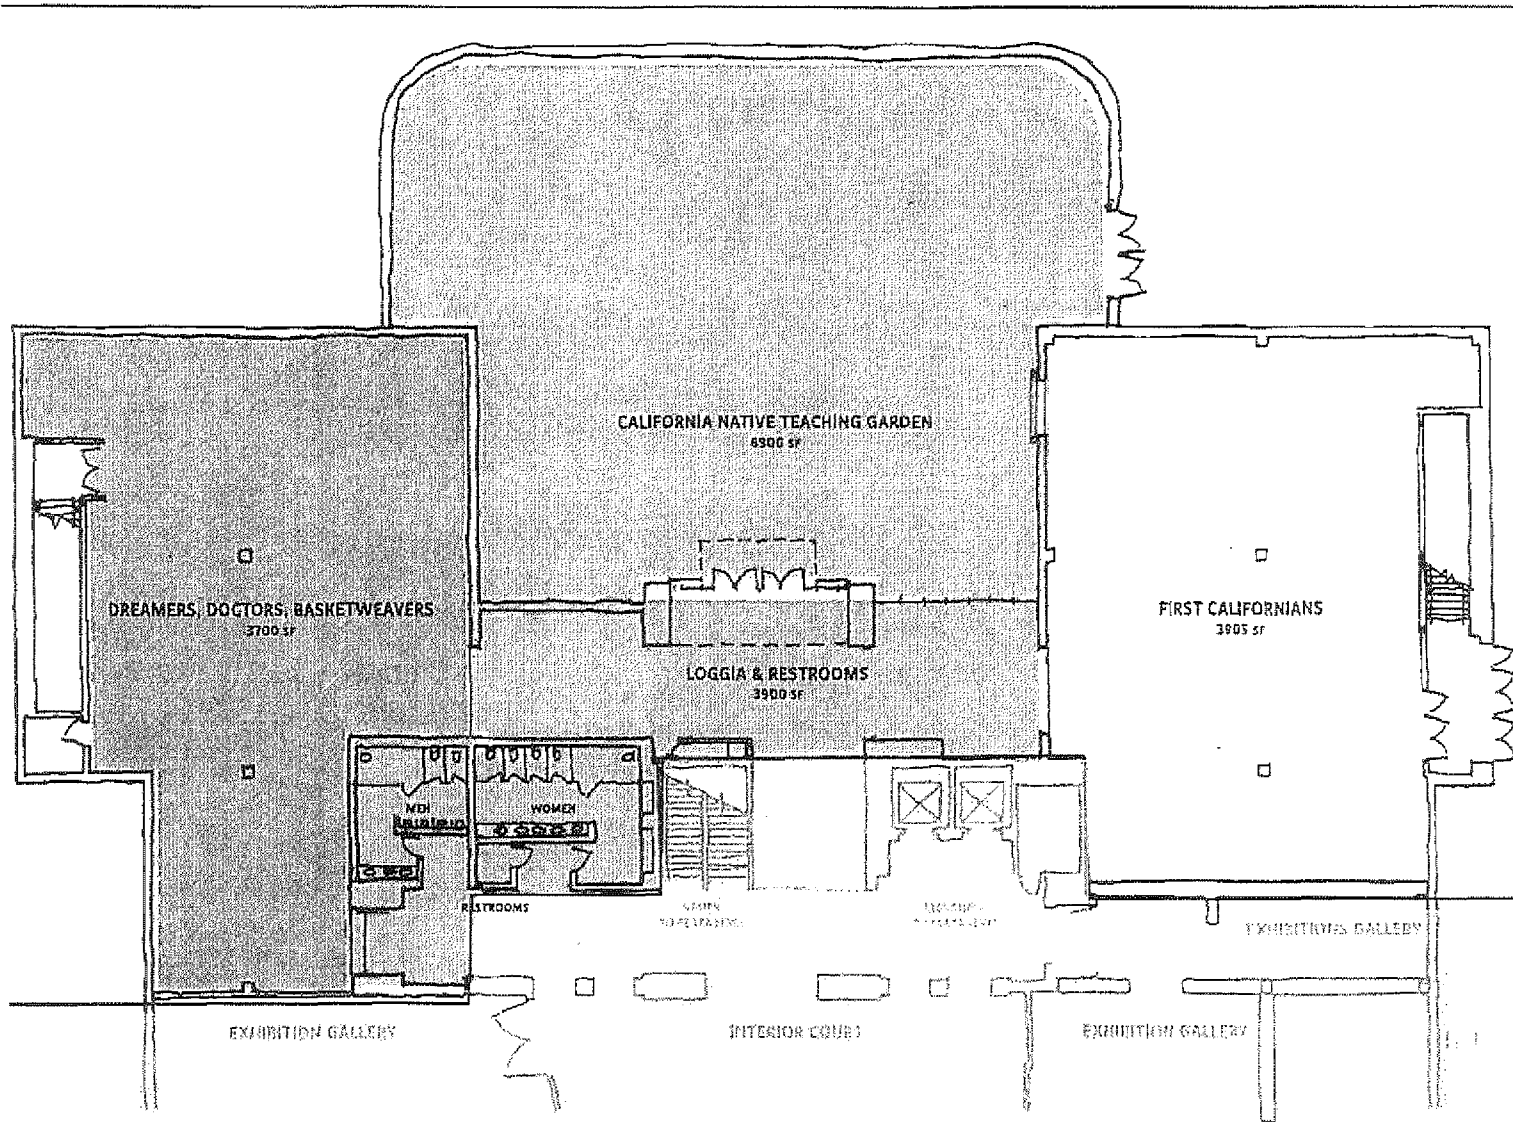 CALIFORNIA NATIVE TEACHING GARDEN
6900 SF
DREAMERS, DOCTORS, BASKETWEAVERS
3700 SF
FIRST CALIFORNIANS
3905 SF
LOGGIA & RESTROOMS
3900 SF
MEN
WOMEN
RESTROOMS
EXHIBITIONS GALLERY
EXHIBITION GALLERY
INTERIOR COURT
EXHIBITION GALLERY